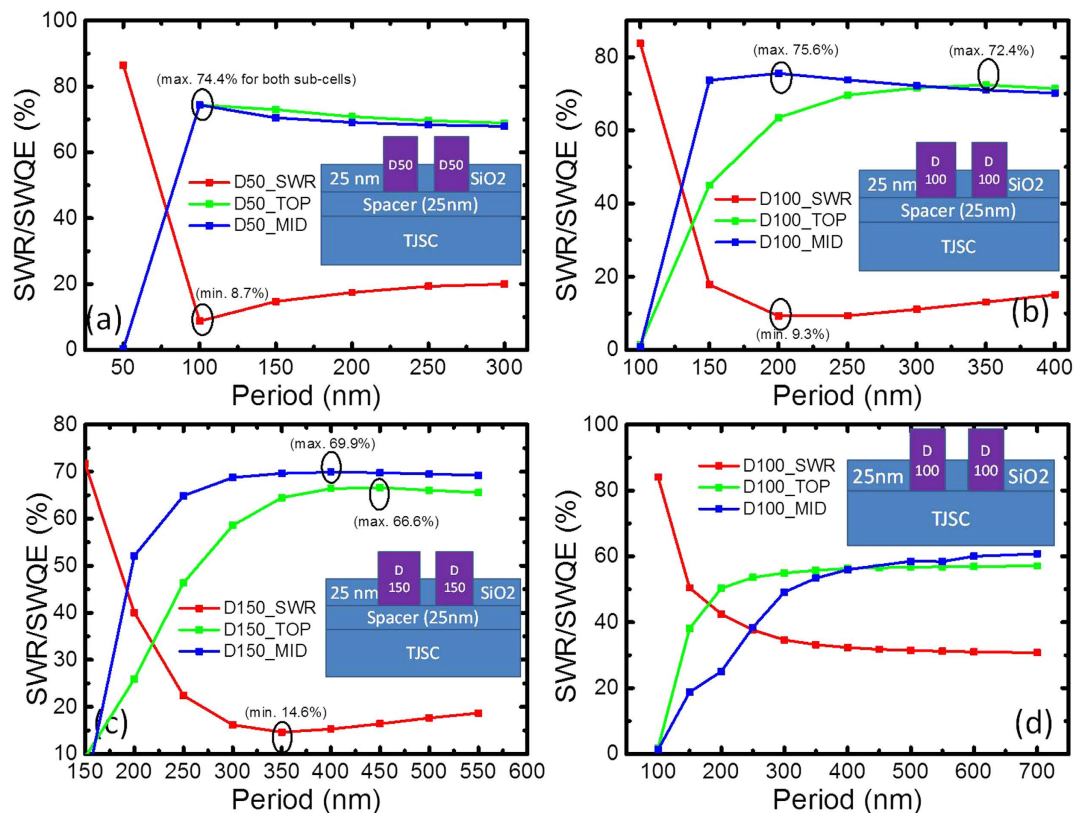 100
80
60
40
20
0
SWR/SWQE (%)
(a)
(max. 74.4% for both sub-cells)
D50_SWR
D50_TOP
D50_MID
D50 D50
25 nm SiO2
Spacer (25nm)
TJSC
(min. 8.7%)
50 100 150 200 250 300
Period (nm)
80
60
40
20
0
SWR/SWQE (%)
(b)
(max. 75.6%) (max. 72.4%)
D100_SWR
D100_TOP
D100_MID
D
100
D
100
25 nm SiO2
Spacer (25nm)
TJSC
(min. 9.3%)
100 150 200 250 300 350 400
Period (nm)
80
70
60
50
40
30
20
10
SWR/SWQE (%)
(c)
(max. 69.9%)
(max. 66.6%)
D150_SWR
D150_TOP
D150_MID
D
150
D
150
25 nm SiO2
Spacer (25nm)
TJSC
(min. 14.6%)
150 200 250 300 350 400 450 500 550 600
Period (nm)
100
80
60
40
20
0
SWR/SWQE (%)
(d)
D100_SWR
D100_TOP
D100_MID
D
100
D
100
25nm SiO2
TJSC
100 200 300 400 500 600 700
Period (nm)